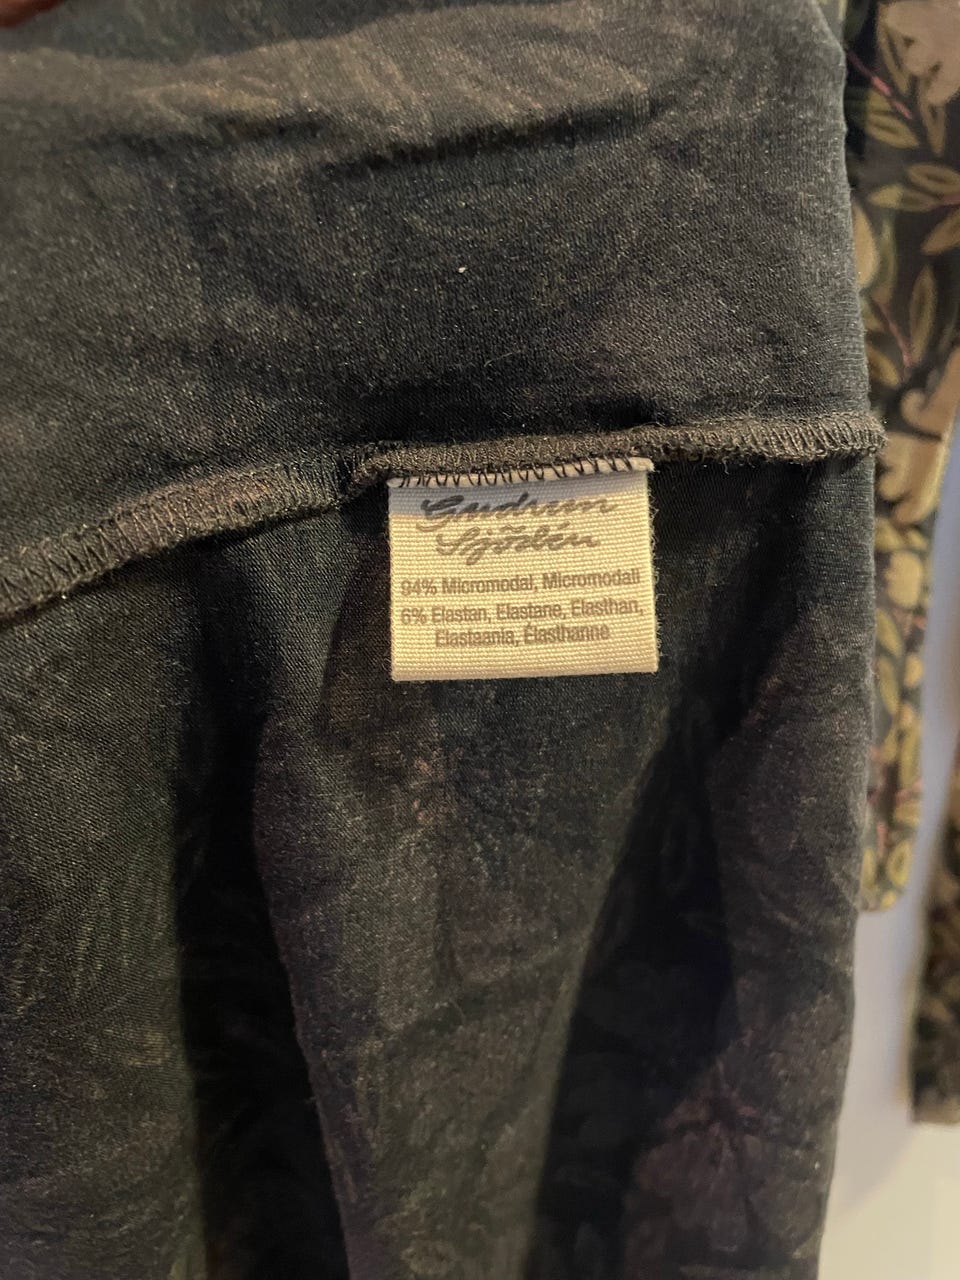 Gudrun
Sjödén
94% Micromodal, Micromodali
6% Elastan, Elastane, Elasthan,
Elastaania, Élasthanne